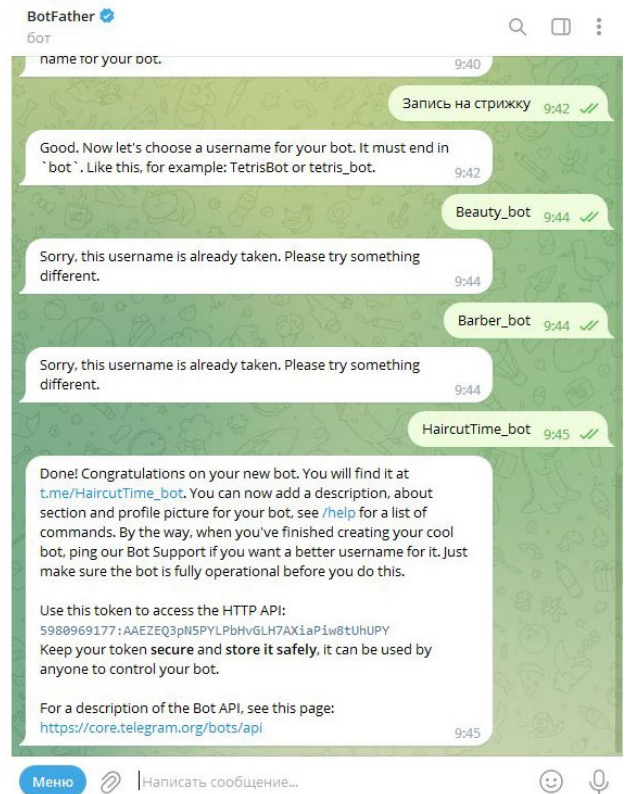 BotFather
бот
name for your bot.
9:40
Запись на стрижку 9:42
Good. Now let's choose a username for your bot. It must end in
`bot`. Like this, for example: TetrisBot or tetris_bot.
9:42
Beauty_bot 9:44
Sorry, this username is already taken. Please try something
different.
9:44
Barber_bot 9:44
Sorry, this username is already taken. Please try something
different.
9:44
HaircutTime_bot 9:45
Done! Congratulations on your new bot. You will find it at
t.me/HaircutTime_bot. You can now add a description, about
section and profile picture for your bot, see /help for a list of
commands. By the way, when you've finished creating your cool
bot, ping our Bot Support if you want a better username for it. Just
make sure the bot is fully operational before you do this.
Use this token to access the HTTP API:
5980969177:AAEZEQ3pN5PYLPbHvGLH7AXiaPiw8tUhUPY
Keep your token secure and store it safely, it can be used by
anyone to control your bot.
For a description of the Bot API, see this page:
https://core.telegram.org/bots/api
9:45
Меню Написать сообщение...